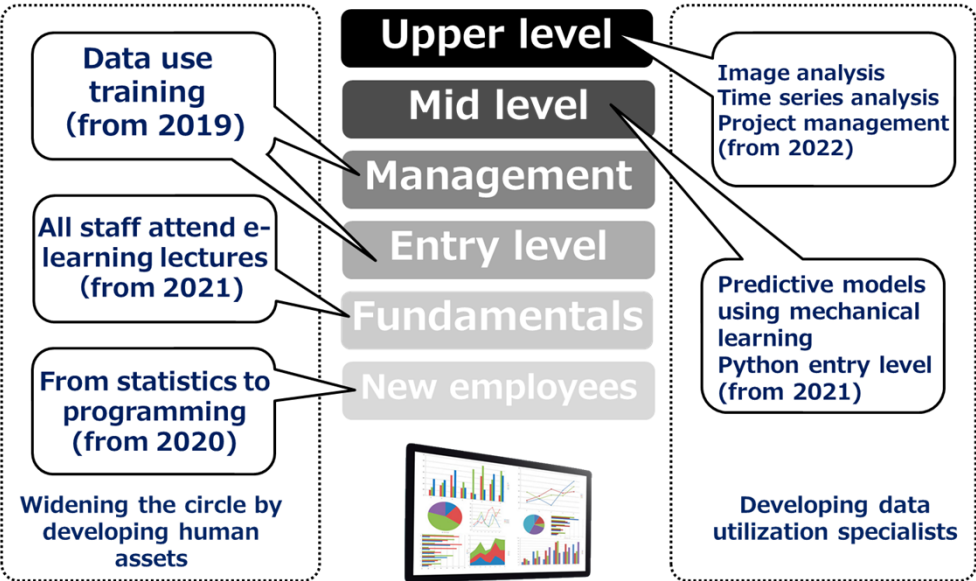 Data use
training
(from 2019)
All staff attend e-
learning lectures
(from 2021)
From statistics to
programming
(from 2020)
Widening the circle by
developing human
assets
Upper level
Mid level
Management
Entry level
Fundamentals
New employees
Image analysis
Time series analysis
Project management
(from 2022)
Predictive models
using mechanical
learning
Python entry level
(from 2021)
Developing data
utilization specialists